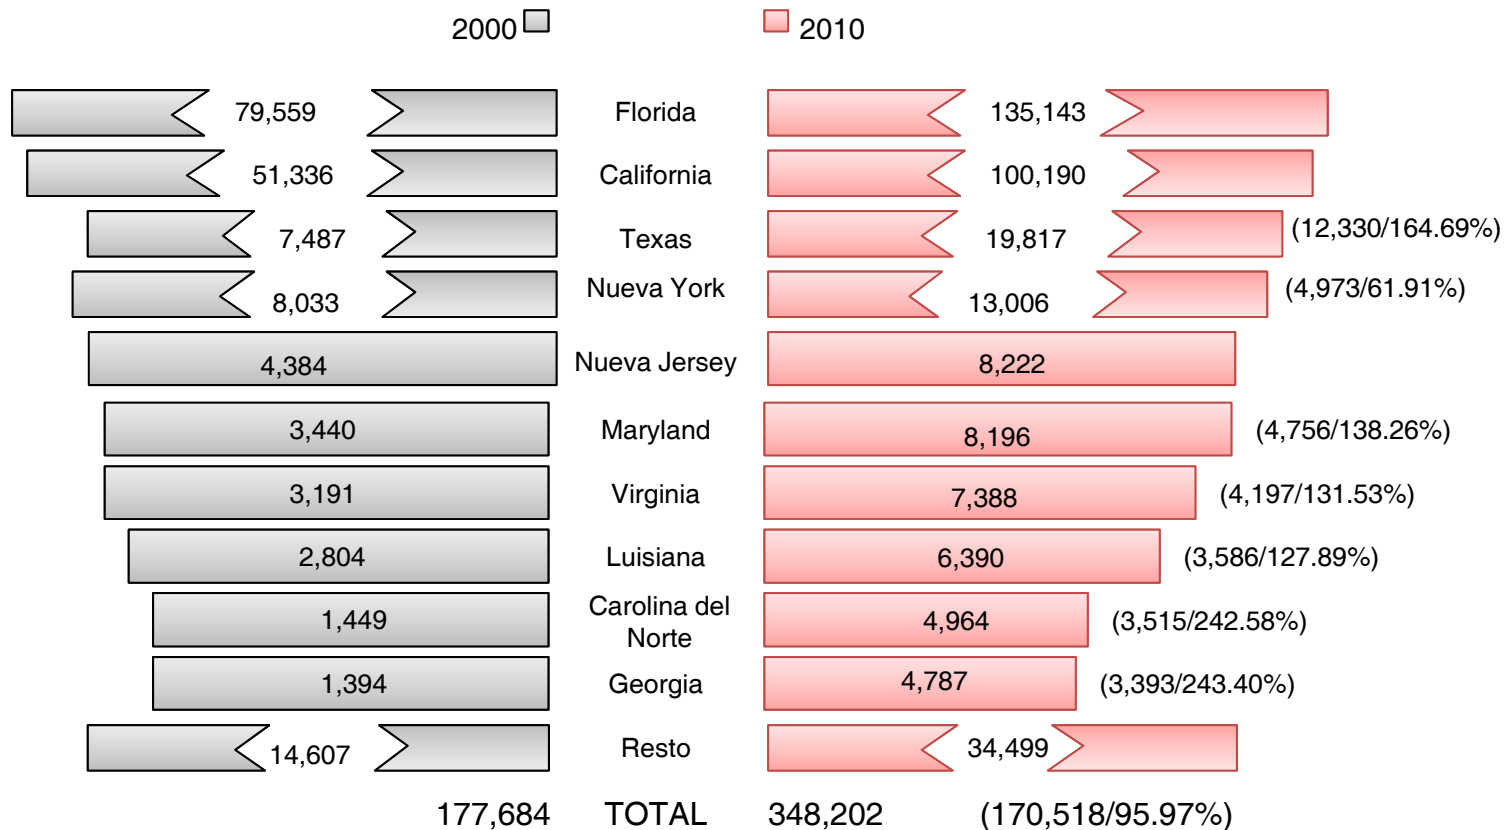 2000 2010
79,559 Florida 135,143
51,336 California 100,190
7,487 Texas 19,817 (12,330/164.69%)
8,033 Nueva York 13,006 (4,973/61.91%)
4,384 Nueva Jersey 8,222
3,440 Maryland 8,196 (4,756/138.26%)
3,191 Virginia 7,388 (4,197/131.53%)
2,804 Luisiana 6,390 (3,586/127.89%)
1,449 Carolina del 4,964 (3,515/242.58%)
Norte
1,394 Georgia 4,787 (3,393/243.40%)
14,607 Resto 34,499
177,684 TOTAL 348,202 (170,518/95.97%)